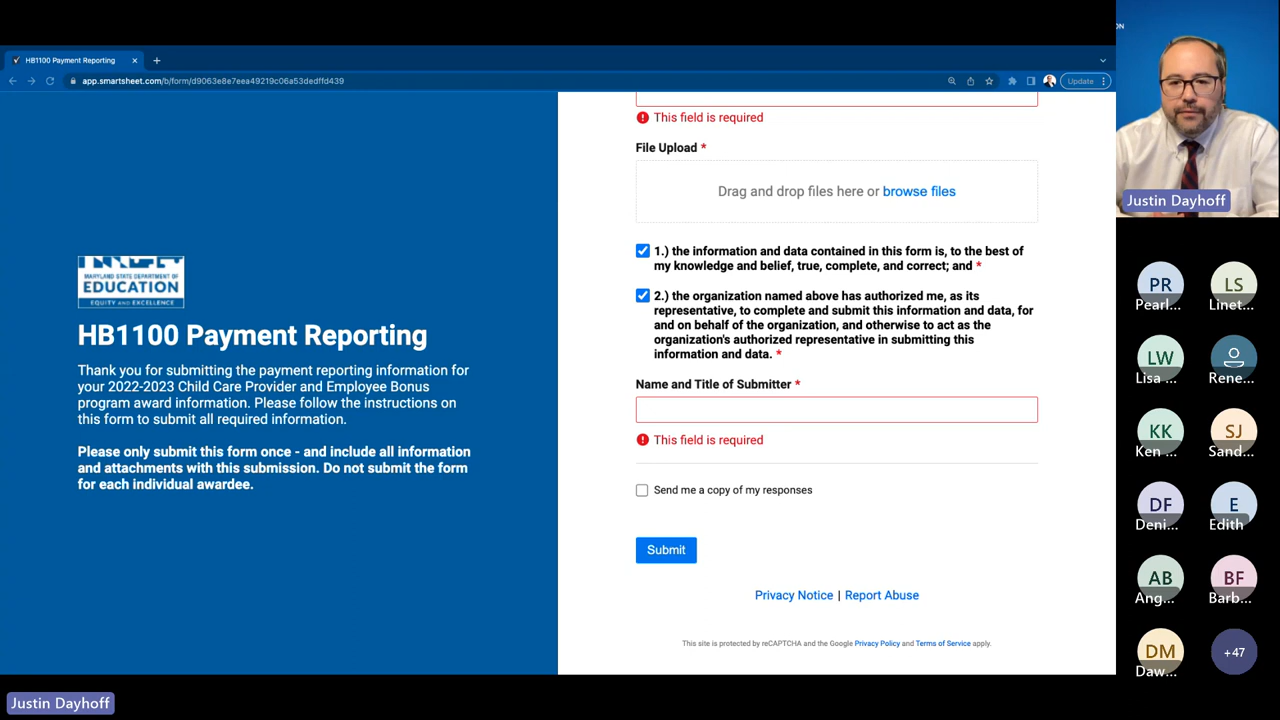 ON
HB1100 Payment Reporting
app.smartsheet.com/b/form/d9063e8e7eea49219c06a53dedffd439
Update
This field is required
File Upload *
Drag and drop files here or browse files
1.) the information and data contained in this form is, to the best of
my knowledge and belief, true, complete, and correct; and *
2.) the organization named above has authorized me, as its
representative, to complete and submit this information and data, for
and on behalf of the organization, and otherwise to act as the
organization's authorized representative in submitting this
information and data. *
Name and Title of Submitter *
This field is required
Send me a copy of my responses
Submit
Privacy Notice | Report Abuse
This site is protected by reCAPTCHA and the Google Privacy Policy and Terms of Service apply.
MARYLAND STATE DEPARTMENT OF
EDUCATION
EQUITY AND EXCELLENCE
HB1100 Payment Reporting
Thank you for submitting the payment reporting information for
your 2022-2023 Child Care Provider and Employee Bonus
program award information. Please follow the instructions on
this form to submit all required information.
Please only submit this form once - and include all information
and attachments with this submission. Do not submit the form
for each individual awardee.
Justin Dayhoff
PR
Pearl...
LS
Linet...
LW
Lisa ...
Rene...
KK
Ken ...
SJ
Sand...
DF
Deni...
E
Edith
AB
Ang...
BF
Barb...
DM
Daw...
+47
Justin Dayhoff